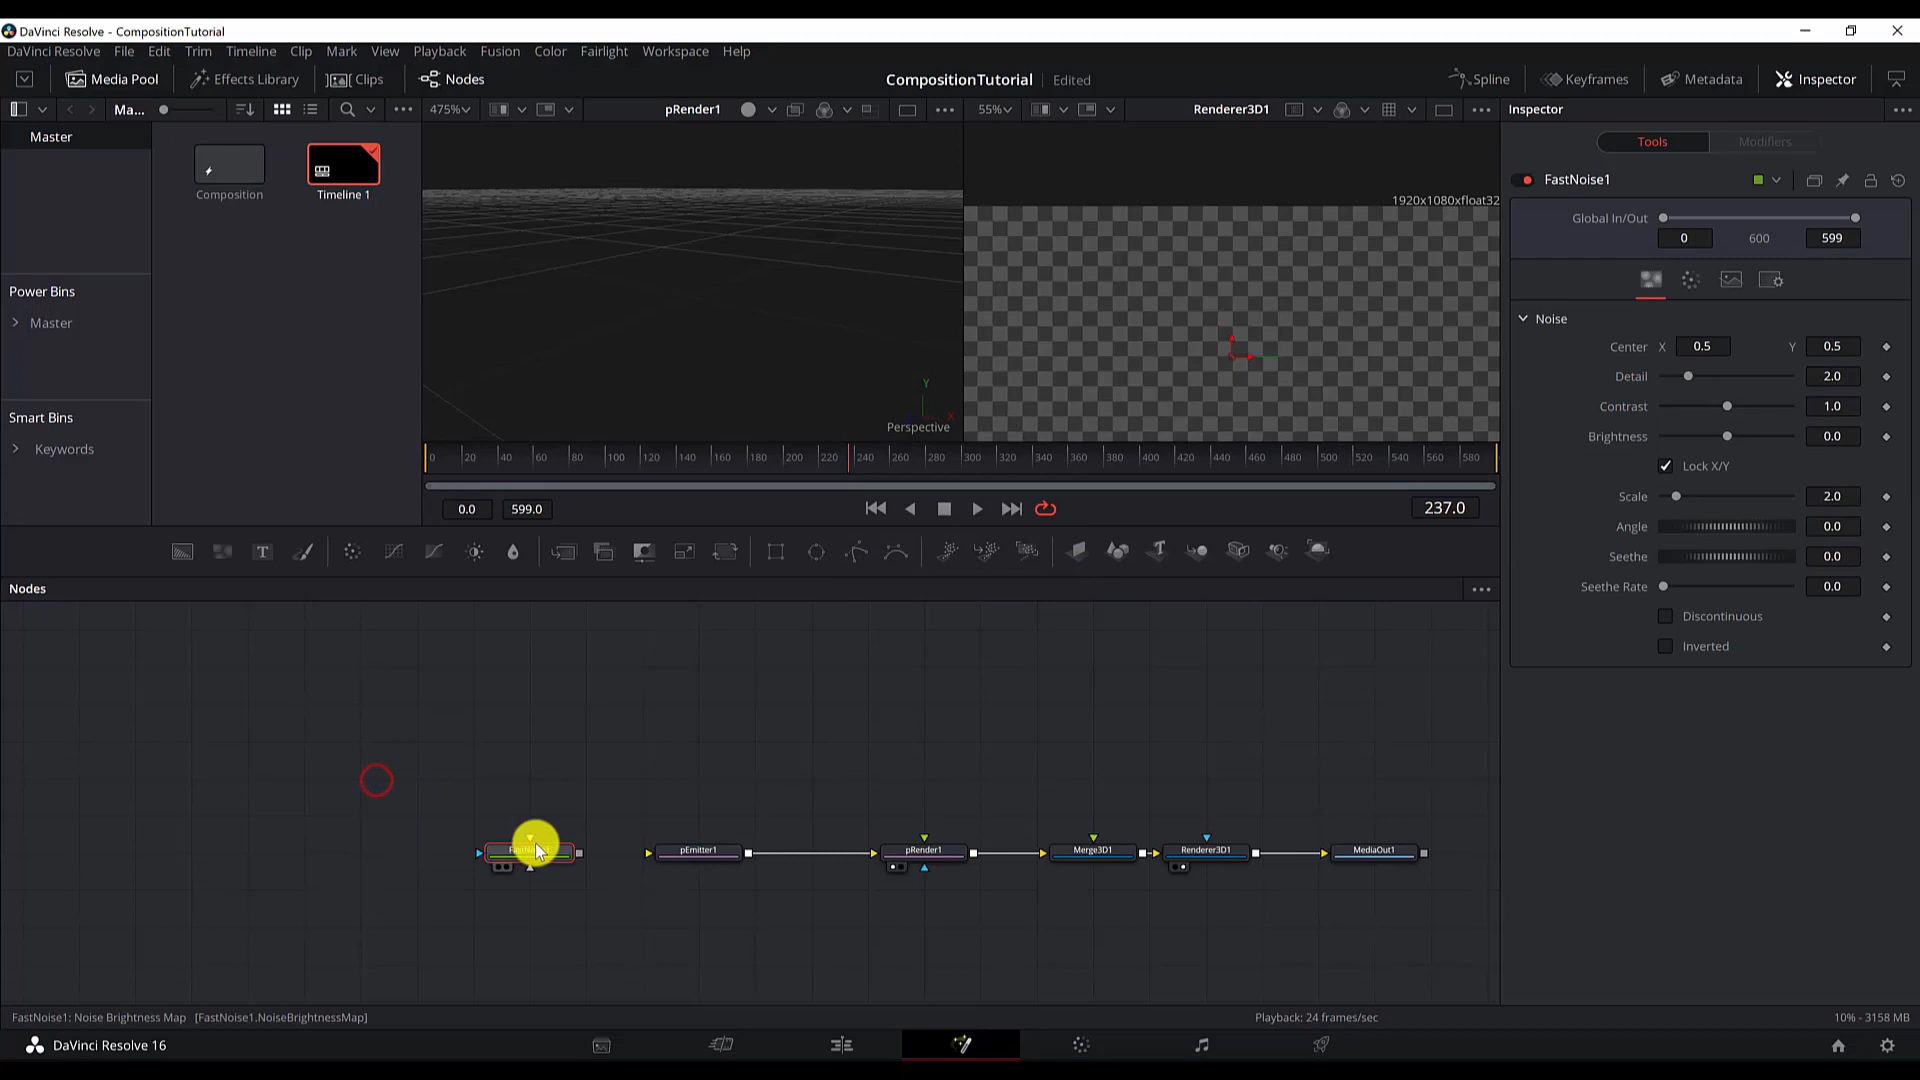 DaVinci Resolve - CompositionTutorial
DaVinci Resolve File Edit Trim Timeline Clip Mark View Playback Fusion Color Fairlight Workspace Help
Media Pool Effects Library Clips Nodes CompositionTutorial Edited Spline Keyframes Metadata Inspector
Ma... 475% pRender1 55% Renderer3D1 Inspector
Master
Composition
Timeline 1
Power Bins
Master
Smart Bins
Keywords
Y
X
Perspective
1920x1080xfloat32
0 20 40 60 80 100 120 140 160 180 200 220 240 260 280 300 320 340 360 380 400 420 440 460 480 500 520 540 560 580
0.0 599.0 237.0
Tools Modifiers
FastNoise1
Global In/Out
0 600 599
Noise
Center X 0.5 Y 0.5
Detail 2.0
Contrast 1.0
Brightness 0.0
Lock X/Y
Scale 2.0
Angle 0.0
Seethe 0.0
Seethe Rate 0.0
Discontinuous
Inverted
Nodes
pEmitter1 pRender1 Merge3D1 Renderer3D1 MediaOut1
FastNoise1: Noise Brightness Map [FastNoise1.NoiseBrightnessMap]
Playback: 24 frames/sec
10% - 3158 MB
DaVinci Resolve 16